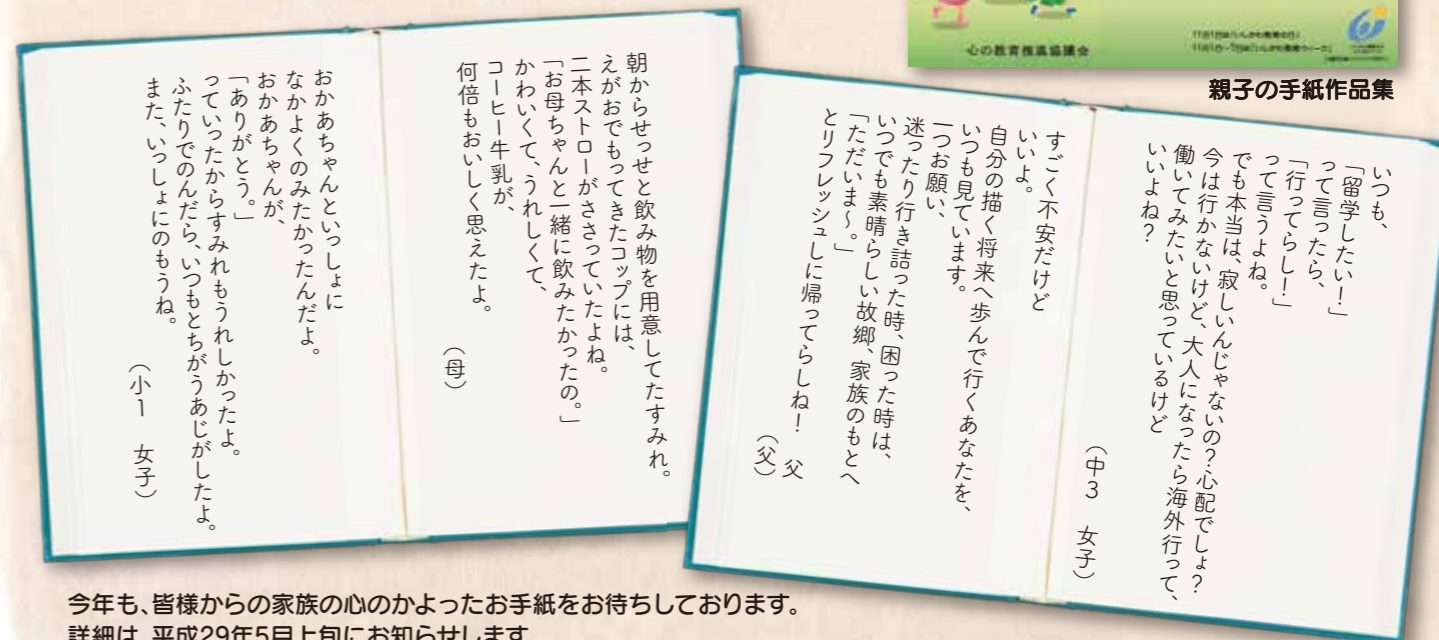 心の教育推進協議会
親子の手紙作品集
いつも、
「留学したい！」
って言ったら、
「行ってらし！」
って言うよね。
でも本当は、寂しいんじゃないの？心配でしょ？
今は行かないけど、大人になったら海外行って、
働いてみたいと思っているけど
いいよね？
（中3　女子）
すごく不安だけど
いいよ。
自分の描く将来へ歩んで行くあなたを、
いつも見ています。
一つお願い、
迷ったり行き詰った時、困った時は、
いつでも素晴らしい故郷、家族のもとへ
「ただいま〜。」
とリフレッシュしに帰ってらしね！　父
（父）
朝からせっせと飲み物を用意してたすみれ。
えがおでもってきたコップには、
二本ストローがささっていたよね。
「お母ちゃんと一緒に飲みたかったの。」
かわいくて、うれしくて、
コーヒー牛乳が、
何倍もおいしく思えたよ。
（母）
おかあちゃんといっしょに
なかよくのみたかったんだよ。
おかあちゃんが、
「ありがとう。」
っていったからすみれもうれしかったよ。
ふたりでのんだら、いつもとちがうあじがしたよ。
また、いっしょにのもうね。
（小1　女子）
今年も、皆様からの家族の心のかよったお手紙をお待ちしております。
詳細は、平成29年5月上旬にお知らせします